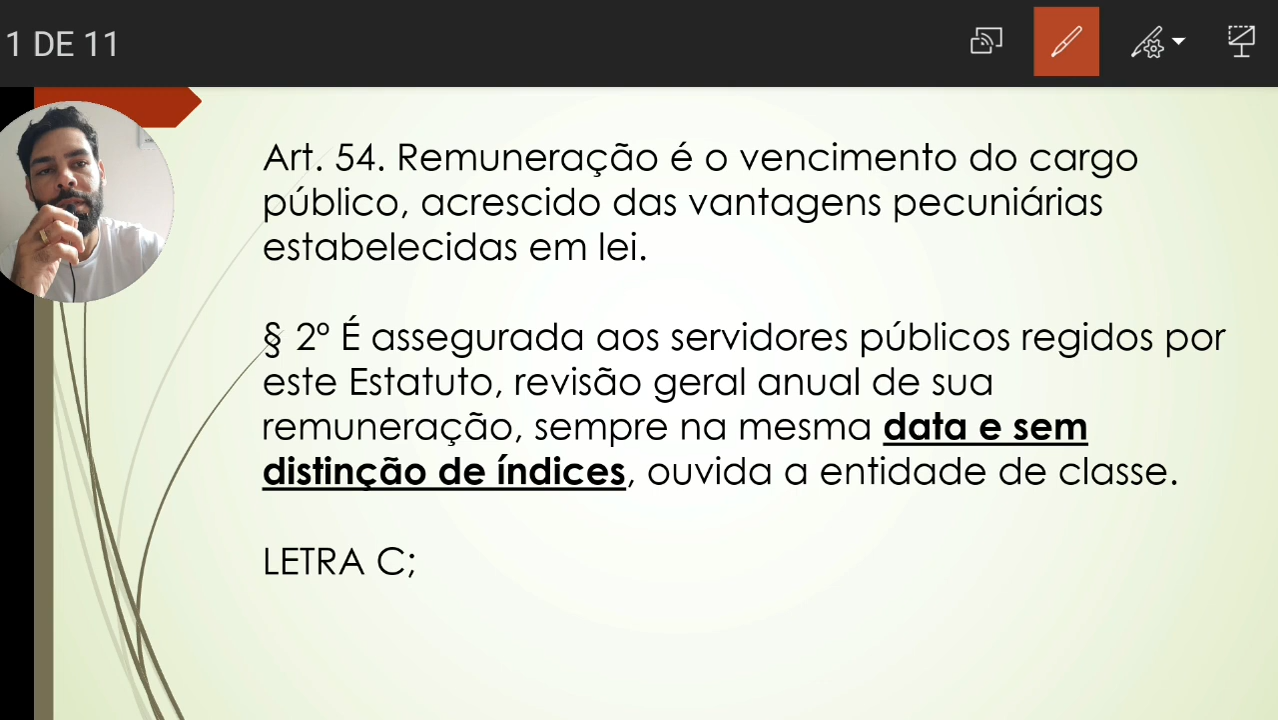 1 DE 11
Art. 54. Remuneração é o vencimento do cargo
público, acrescido das vantagens pecuniárias
estabelecidas em lei.
§ 2º É assegurada aos servidores públicos regidos por
este Estatuto, revisão geral anual de sua
remuneração, sempre na mesma data e sem
distinção de índices, ouvida a entidade de classe.
LETRA C;